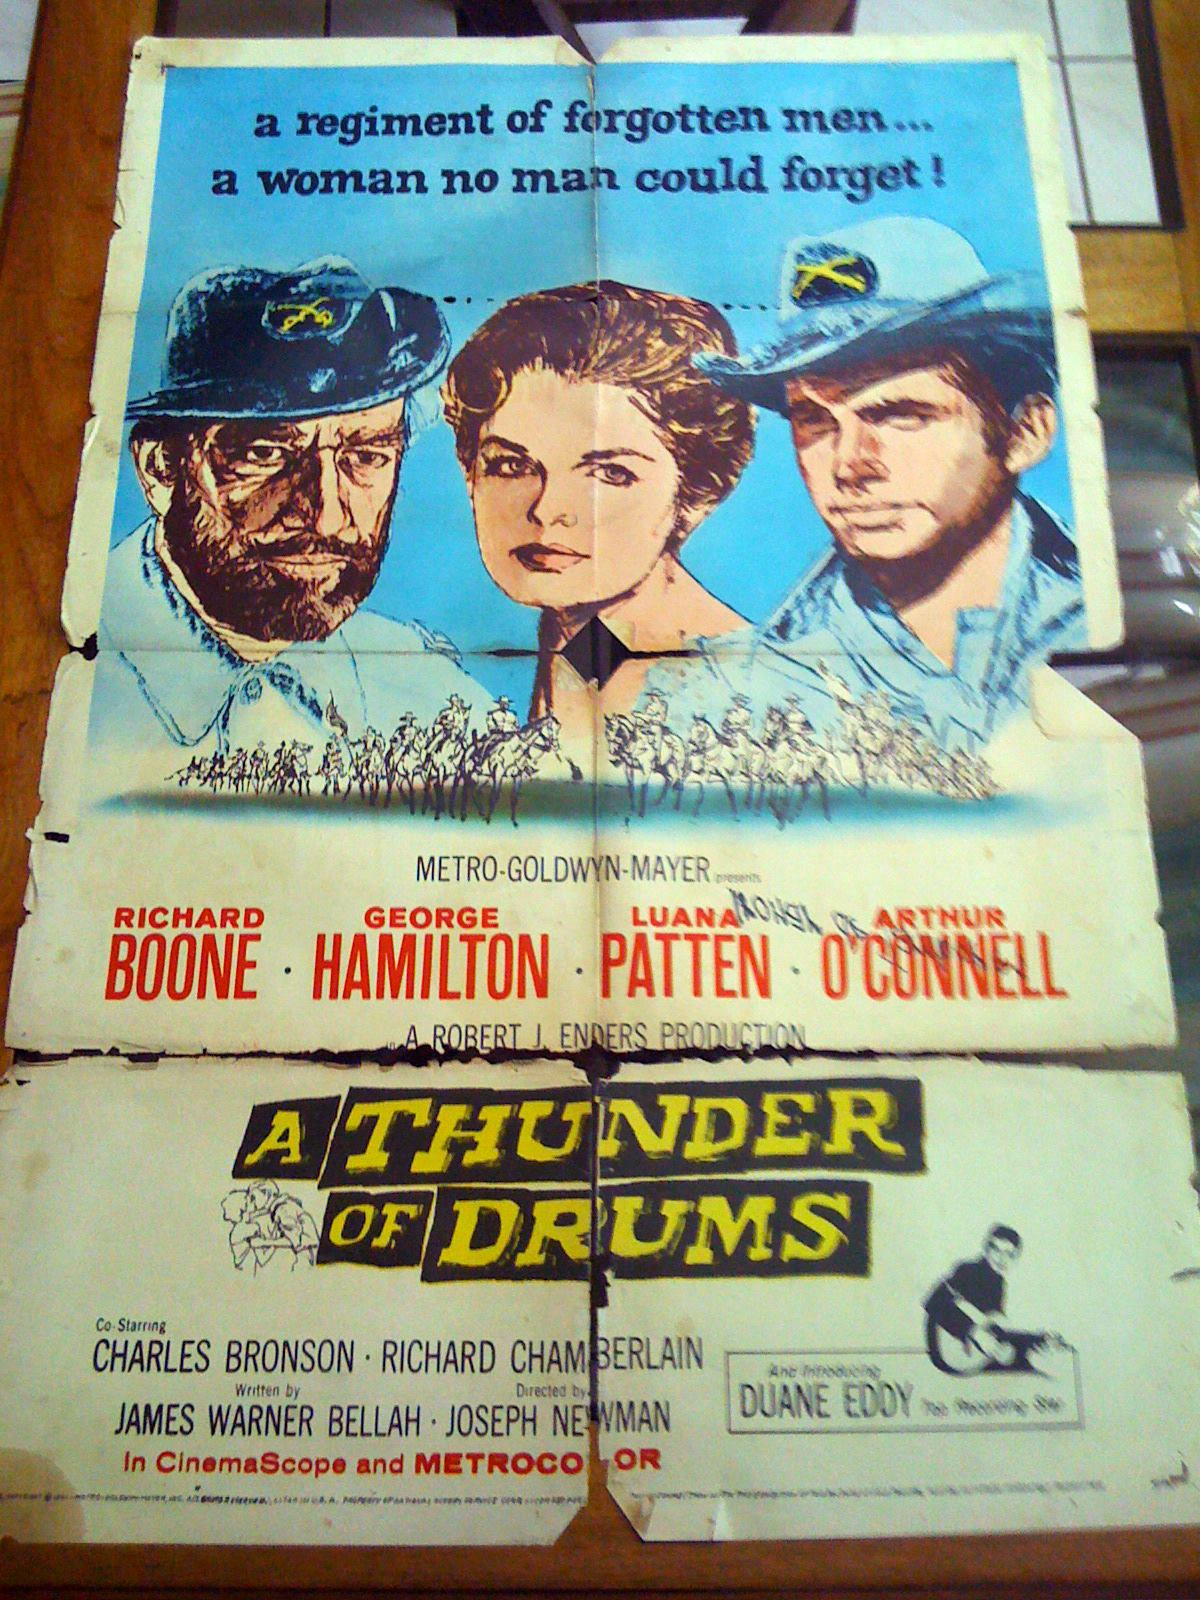 a regiment of forgotten men...
a woman no man could forget!
METRO-GOLDWYN-MAYER presents
RICHARD BOONE · GEORGE HAMILTON · LUANA PATTEN · ARTHUR O'CONNELL
A ROBERT J. ENDERS PRODUCTION
A THUNDER
OF DRUMS
Co-Starring
CHARLES BRONSON · RICHARD CHAMBERLAIN
Written by Directed by
JAMES WARNER BELLAH · JOSEPH NEWMAN
In CinemaScope and METROCO OR
And Introducing
DUANE EDDY